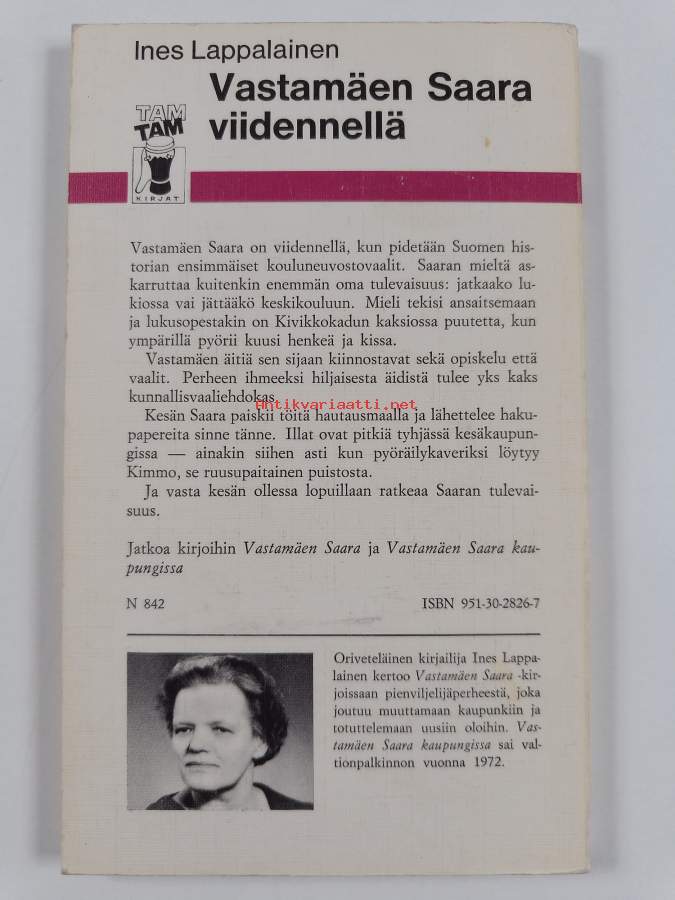 Ines Lappalainen
Vastamäen Saara
viidennellä
TAM
TAM
KIRJAT
Vastamäen Saara on viidennellä, kun pidetään Suomen his-
torian ensimmäiset kouluneuvostovaalit. Saaran mieltä as-
karruttaa kuitenkin enemmän oma tulevaisuus: jatkaako lu-
kiossa vai jättääkö keskikouluun. Mieli tekisi ansaitsemaan
ja lukusopestakin on Kivikkokadun kaksiossa puutetta, kun
ympärillä pyörii kuusi henkeä ja kissa.
Vastamäen äitiä sen sijaan kiinnostavat sekä opiskelu että
vaalit. Perheen ihmeeksi hiljaisesta äidistä tulee yks kaks
kunnallisvaaliehdokas.
Antikvariaatti.net
Kesän Saara paiskii töitä hautausmaalla ja lähettelee haku-
papereita sinne tänne. Illat ovat pitkiä tyhjässä kesäkaupun-
gissa — ainakin siihen asti kun pyöräilykaveriksi löytyy
Kimmo, se ruusupaitainen puistosta.
Ja vasta kesän ollessa lopuillaan ratkeaa Saaran tulevai-
suus.
Jatkoa kirjoihin Vastamäen Saara ja Vastamäen Saara kau-
pungissa
N 842 ISBN 951-30-2826-7
Oriveteläinen kirjailija Ines Lappa-
lainen kertoo Vastamäen Saara -kir-
joissaan pienviljelijäperheestä, joka
joutuu muuttamaan kaupunkiin ja
totuttelemaan uusiin oloihin. Vas-
tamäen Saara kaupungissa sai val-
tionpalkinnon vuonna 1972.